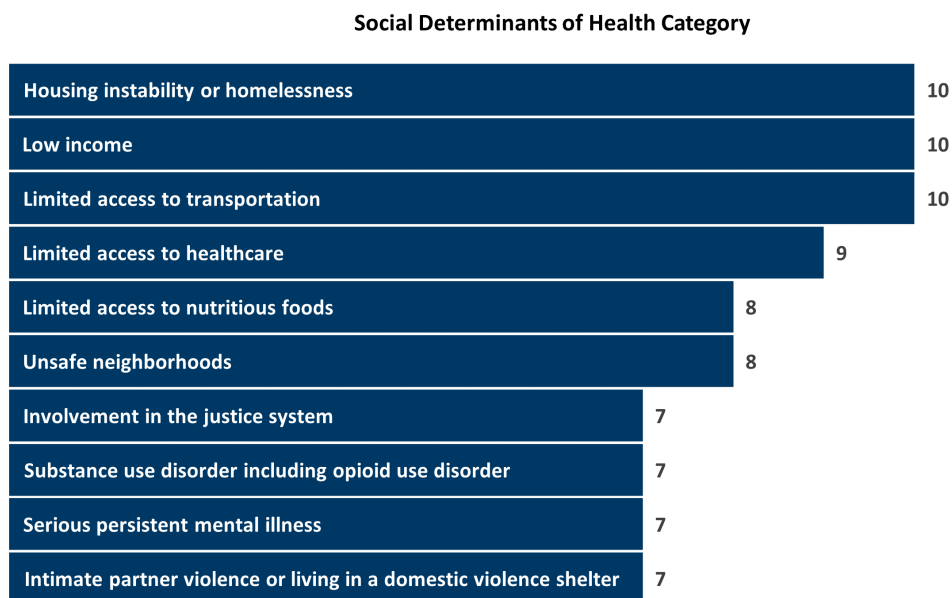 Social Determinants of Health Category
Housing instability or homelessness 10
Low income 10
Limited access to transportation 10
Limited access to healthcare 9
Limited access to nutritious foods 8
Unsafe neighborhoods 8
Involvement in the justice system 7
Substance use disorder including opioid use disorder 7
Serious persistent mental illness 7
Intimate partner violence or living in a domestic violence shelter 7